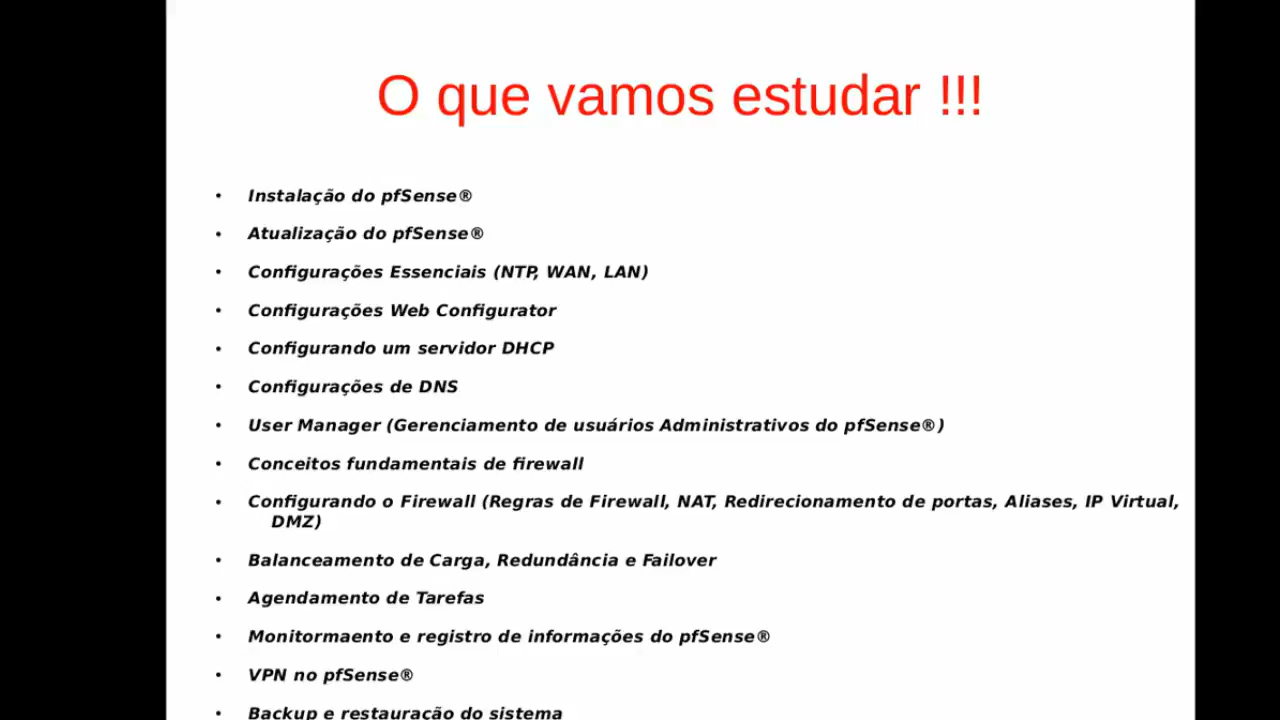 O que vamos estudar !!!
• Instalação do pfSense®
• Atualização do pfSense®
• Configurações Essenciais (NTP, WAN, LAN)
• Configurações Web Configurator
• Configurando um servidor DHCP
• Configurações de DNS
• User Manager (Gerenciamento de usuários Administrativos do pfSense®)
• Conceitos fundamentais de firewall
• Configurando o Firewall (Regras de Firewall, NAT, Redirecionamento de portas, Aliases, IP Virtual,
DMZ)
• Balanceamento de Carga, Redundância e Failover
• Agendamento de Tarefas
• Monitormaento e registro de informações do pfSense®
• VPN no pfSense®
• Backup e restauração do sistema